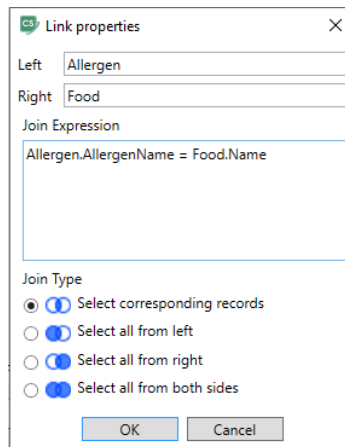 CS Link properties
Left Allergen
Right Food
Join Expression
Allergen.AllergenName = Food.Name
Join Type
Select corresponding records
Select all from left
Select all from right
Select all from both sides
OK Cancel